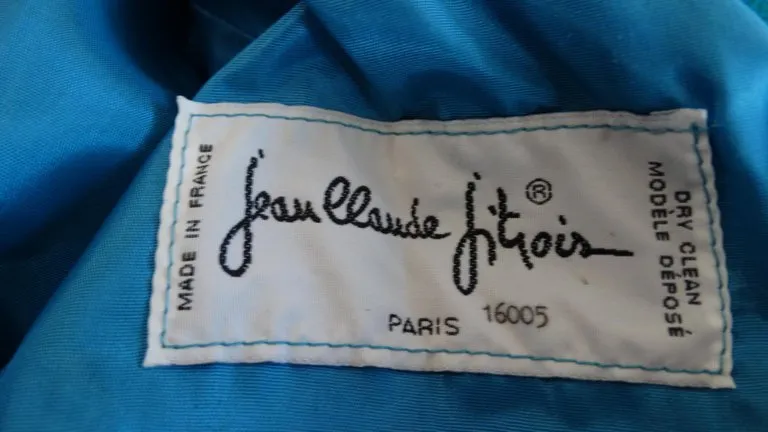 MADE IN FRANCE
jean Claude jitrois ®
PARIS 16005
DRY CLEAN
MODÈLE DÉPOSÉ